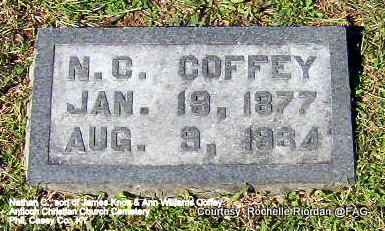 N.C. COFFEY
JAN. 19, 1877
AUG. 9, 1934
Nathan C., son of James Knox & Ann Williams Coffey
Antioch Christian Church Cemetery
Phil, Casey Co., KY.
Courtesy: Rochelle Riordan @FAG